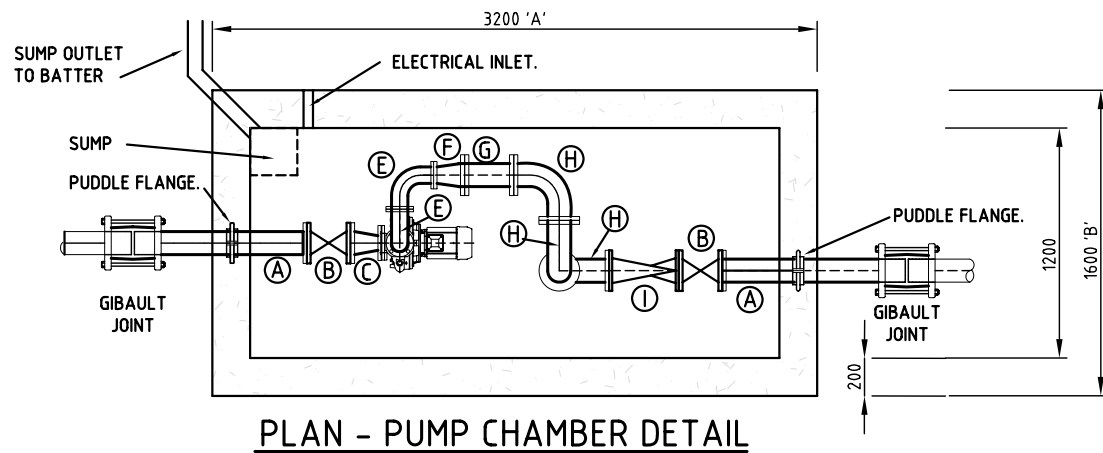 3200 'A'
SUMP OUTLET
TO BATTER
ELECTRICAL INLET.
SUMP
PUDDLE FLANGE.
E
F
G
H
E
H
H
B
PUDDLE FLANGE.
A
B
C
I
A
GIBAULT
JOINT
GIBAULT
JOINT
1200
1600 'B'
200
PLAN - PUMP CHAMBER DETAIL